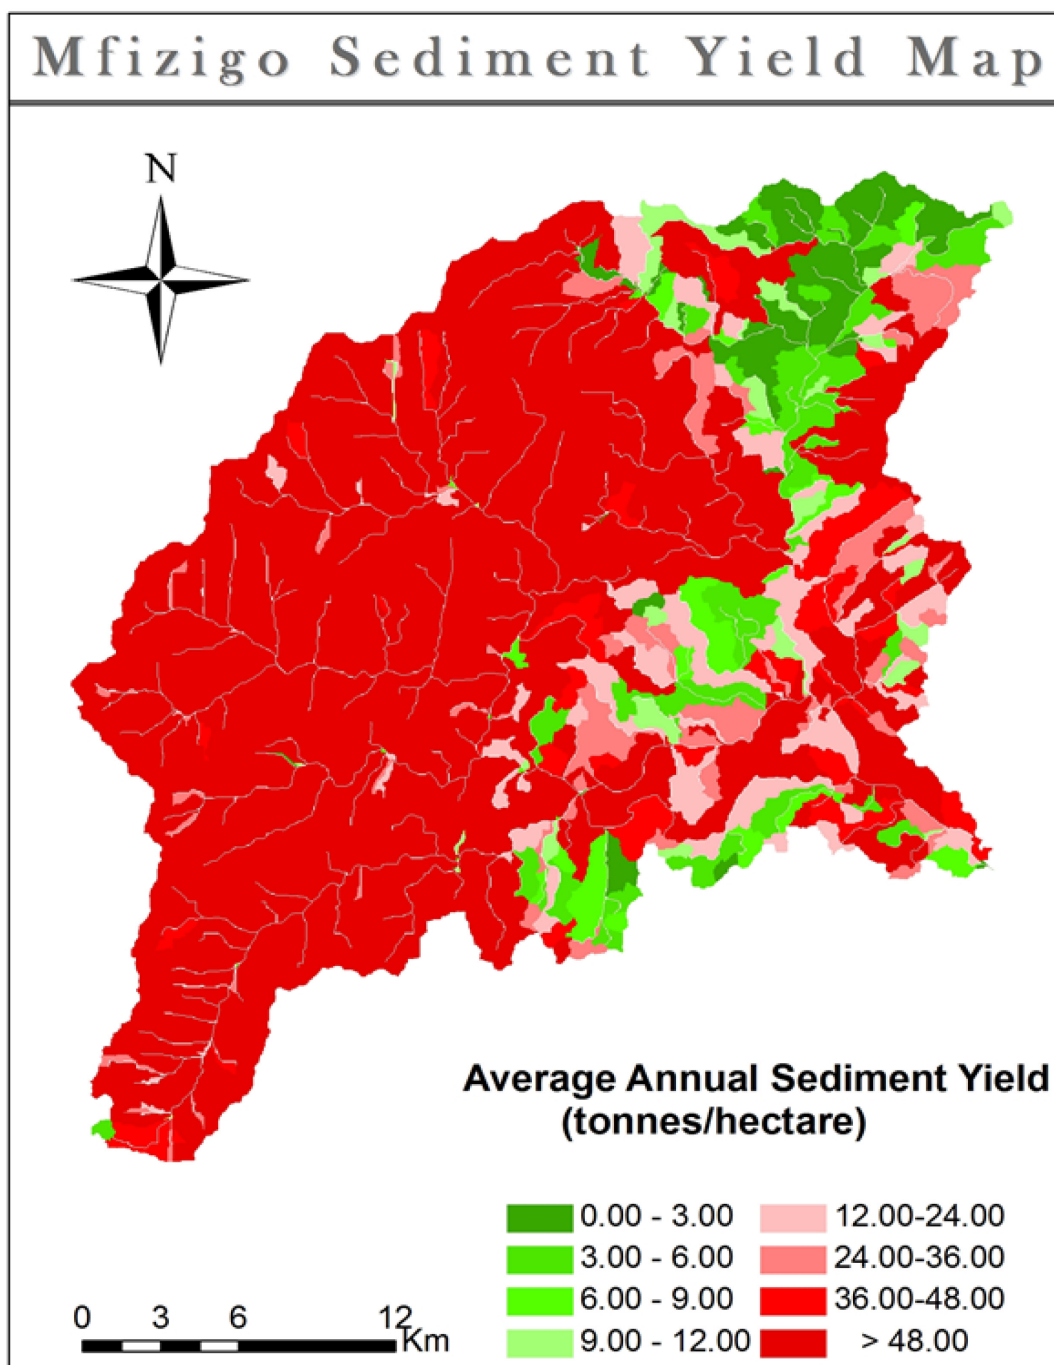 Mfizigo Sediment Yield Map
N
Average Annual Sediment Yield
(tonnes/hectare)
0.00 - 3.00
3.00 - 6.00
6.00 - 9.00
9.00 - 12.00
12.00-24.00
24.00-36.00
36.00-48.00
> 48.00
0 3 6 12
Km